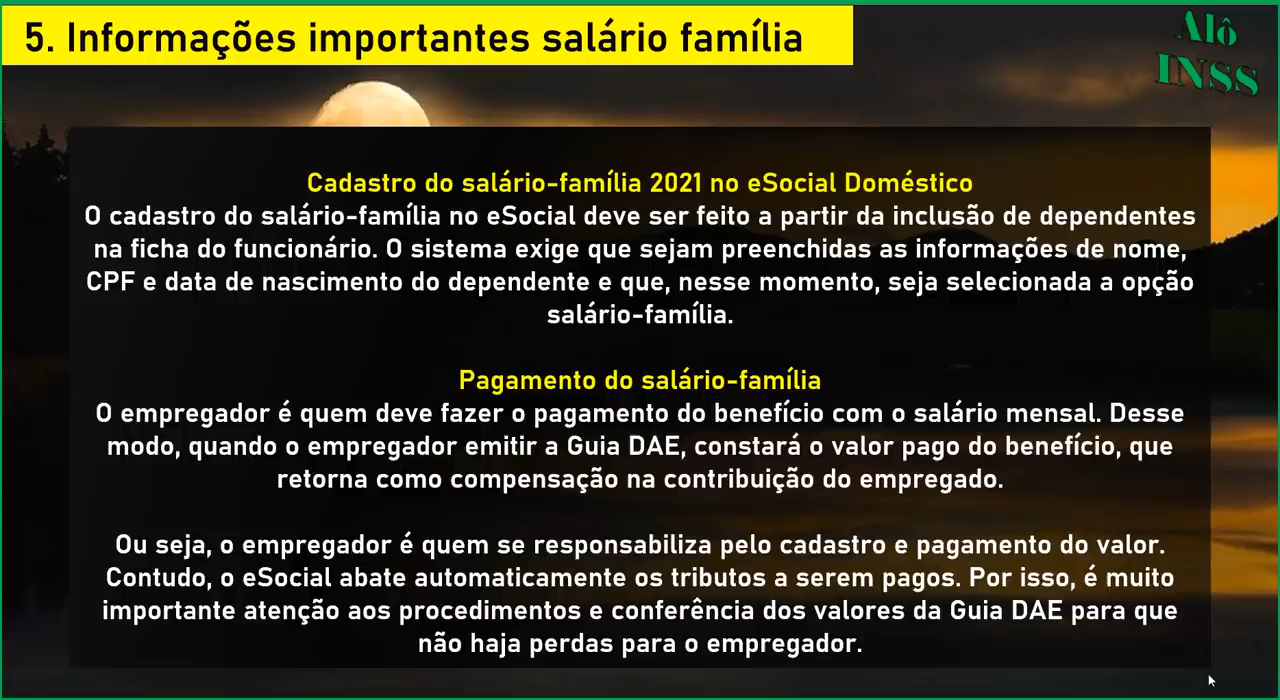 5. Informações importantes salário família
Alô
INSS
Cadastro do salário-família 2021 no eSocial Doméstico
O cadastro do salário-família no eSocial deve ser feito a partir da inclusão de dependentes
na ficha do funcionário. O sistema exige que sejam preenchidas as informações de nome,
CPF e data de nascimento do dependente e que, nesse momento, seja selecionada a opção
salário-família.
Pagamento do salário-família
O empregador é quem deve fazer o pagamento do benefício com o salário mensal. Desse
modo, quando o empregador emitir a Guia DAE, constará o valor pago do benefício, que
retorna como compensação na contribuição do empregado.
Ou seja, o empregador é quem se responsabiliza pelo cadastro e pagamento do valor.
Contudo, o eSocial abate automaticamente os tributos a serem pagos. Por isso, é muito
importante atenção aos procedimentos e conferência dos valores da Guia DAE para que
não haja perdas para o empregador.